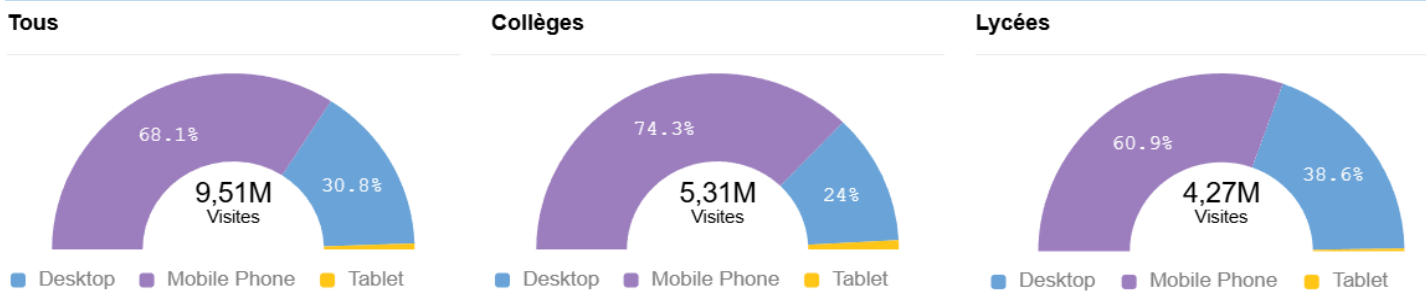 Tous
68.1%
30.8%
9,51M
Visites
Desktop Mobile Phone Tablet
Collèges
74.3%
24%
5,31M
Visites
Desktop Mobile Phone Tablet
Lycées
60.9%
38.6%
4,27M
Visites
Desktop Mobile Phone Tablet